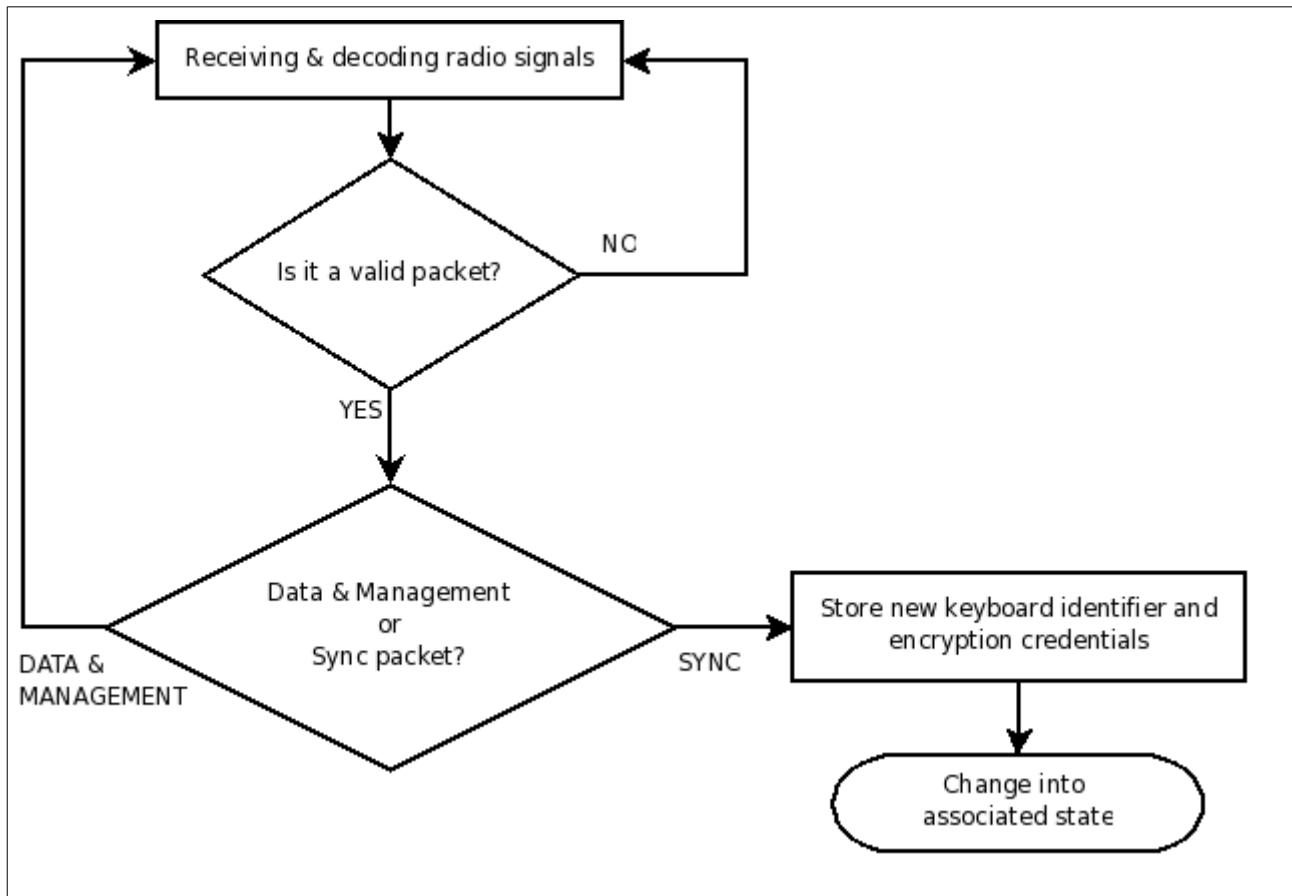 Receiving & decoding radio signals
NO
Is it a valid packet?
YES
Data & Management
or
Sync packet?
Store new keyboard identifier and
encryption credentials
DATA &
MANAGEMENT
SYNC
Change into
associated state